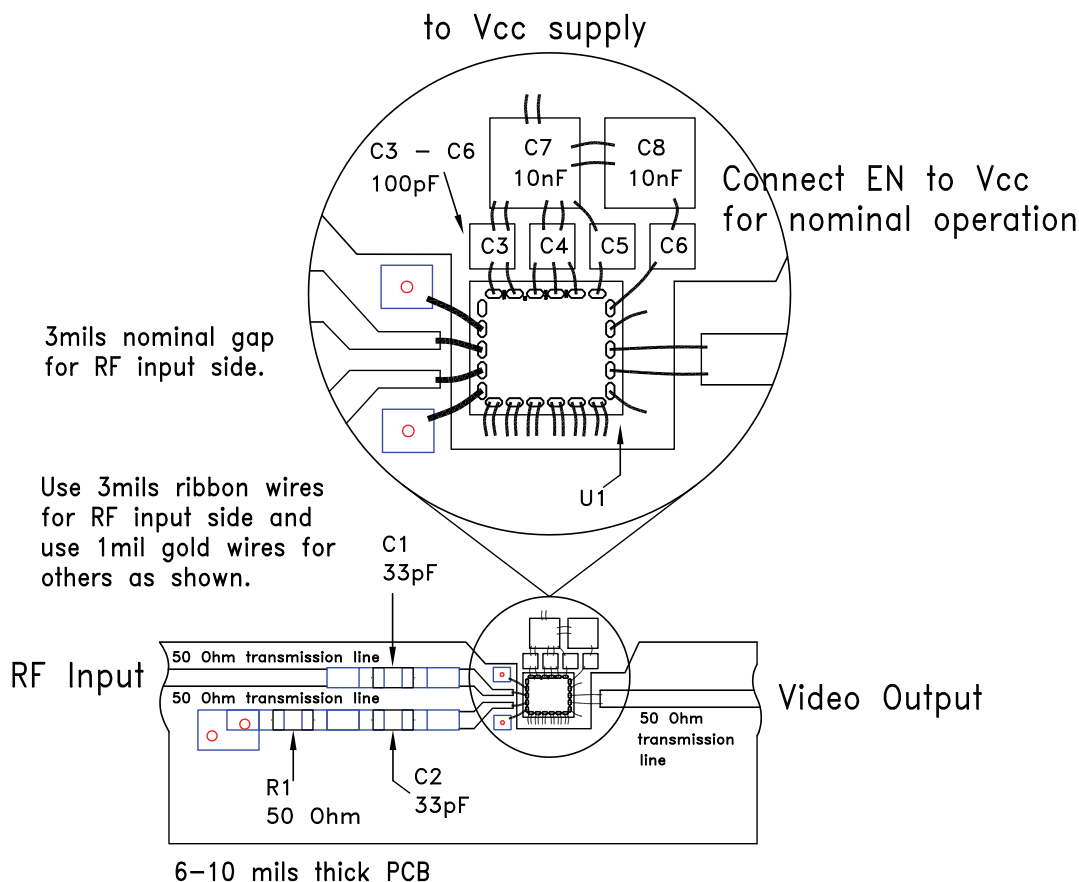 to Vcc supply
C3 – C6
100pF
C7
10nF
C8
10nF
Connect EN to Vcc
for nominal operation
C3
C4
C5
C6
3mils nominal gap
for RF input side.
U1
Use 3mils ribbon wires
for RF input side and
use 1mil gold wires for
others as shown.
C1
33pF
50 Ohm transmission line
RF Input
50 Ohm transmission line
Video Output
50 Ohm
transmission
line
R1
50 Ohm
C2
33pF
6–10 mils thick PCB